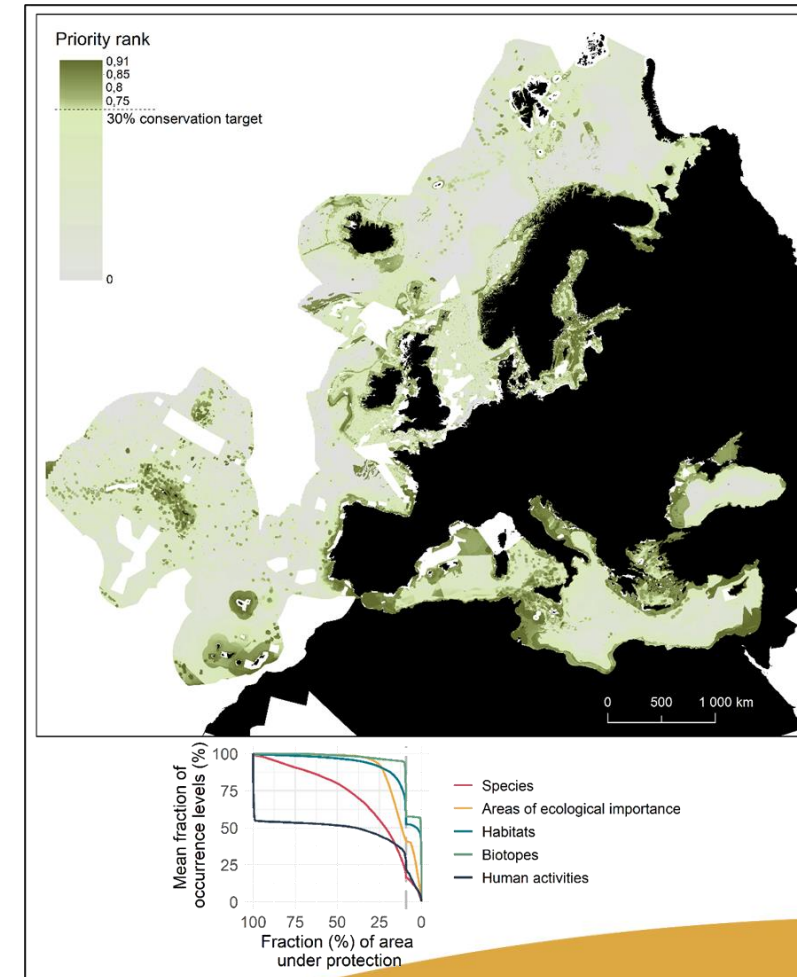 Priority rank
0,91
0,85
0,8
0,75
30% conservation target
0
0 500 1 000 km
Mean fraction of
occurrence levels (%)
100
75
50
25
0
100 75 50 25 0
Fraction (%) of area
under protection
Species
Areas of ecological importance
Habitats
Biotopes
Human activities